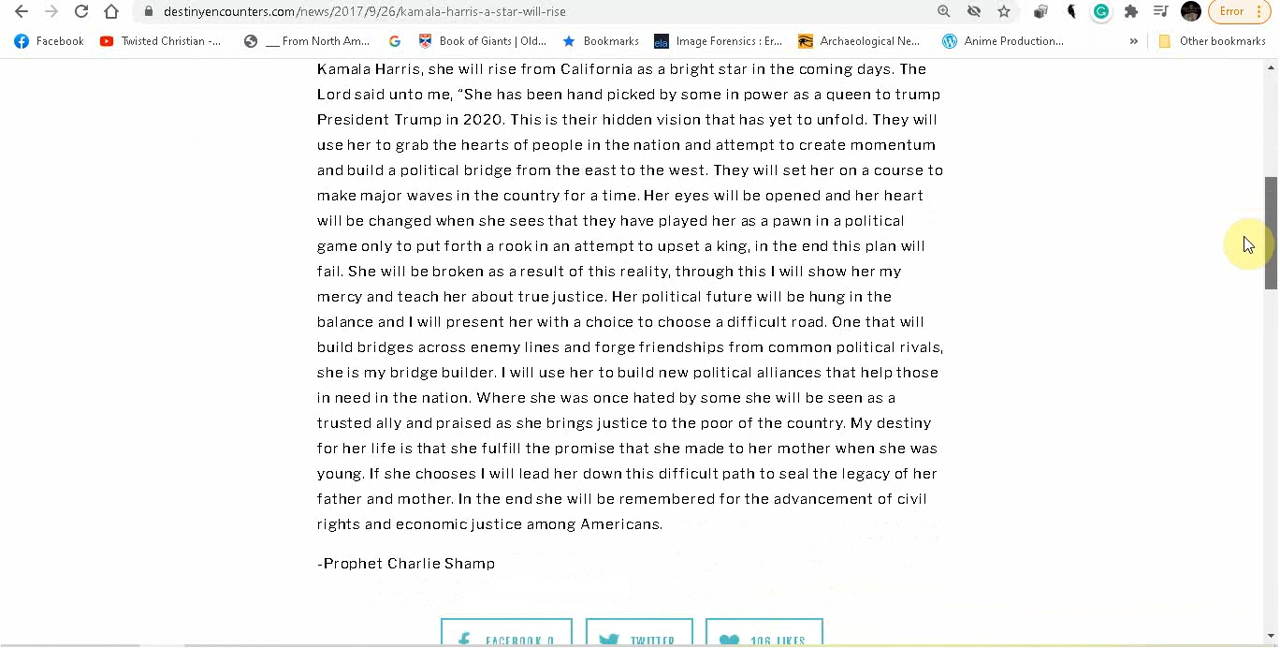 destinyencounters.com/news/2017/9/26/kamala-harris-a-star-will-rise
Error
Facebook
Twisted Christian -...
__ From North Am...
Book of Giants | Old...
Bookmarks
ela
Image Forensics : Er...
Archaeological Ne...
Anime Production...
»
Other bookmarks
Kamala Harris, she will rise from California as a bright star in the coming days. The
Lord said unto me, “She has been hand picked by some in power as a queen to trump
President Trump in 2020. This is their hidden vision that has yet to unfold. They will
use her to grab the hearts of people in the nation and attempt to create momentum
and build a political bridge from the east to the west. They will set her on a course to
make major waves in the country for a time. Her eyes will be opened and her heart
will be changed when she sees that they have played her as a pawn in a political
game only to put forth a rook in an attempt to upset a king, in the end this plan will
fail. She will be broken as a result of this reality, through this I will show her my
mercy and teach her about true justice. Her political future will be hung in the
balance and I will present her with a choice to choose a difficult road. One that will
build bridges across enemy lines and forge friendships from common political rivals,
she is my bridge builder. I will use her to build new political alliances that help those
in need in the nation. Where she was once hated by some she will be seen as a
trusted ally and praised as she brings justice to the poor of the country. My destiny
for her life is that she fulfill the promise that she made to her mother when she was
young. If she chooses I will lead her down this difficult path to seal the legacy of her
father and mother. In the end she will be remembered for the advancement of civil
rights and economic justice among Americans.
-Prophet Charlie Shamp
FACEBOOK 0
TWITTER
106 LIKES